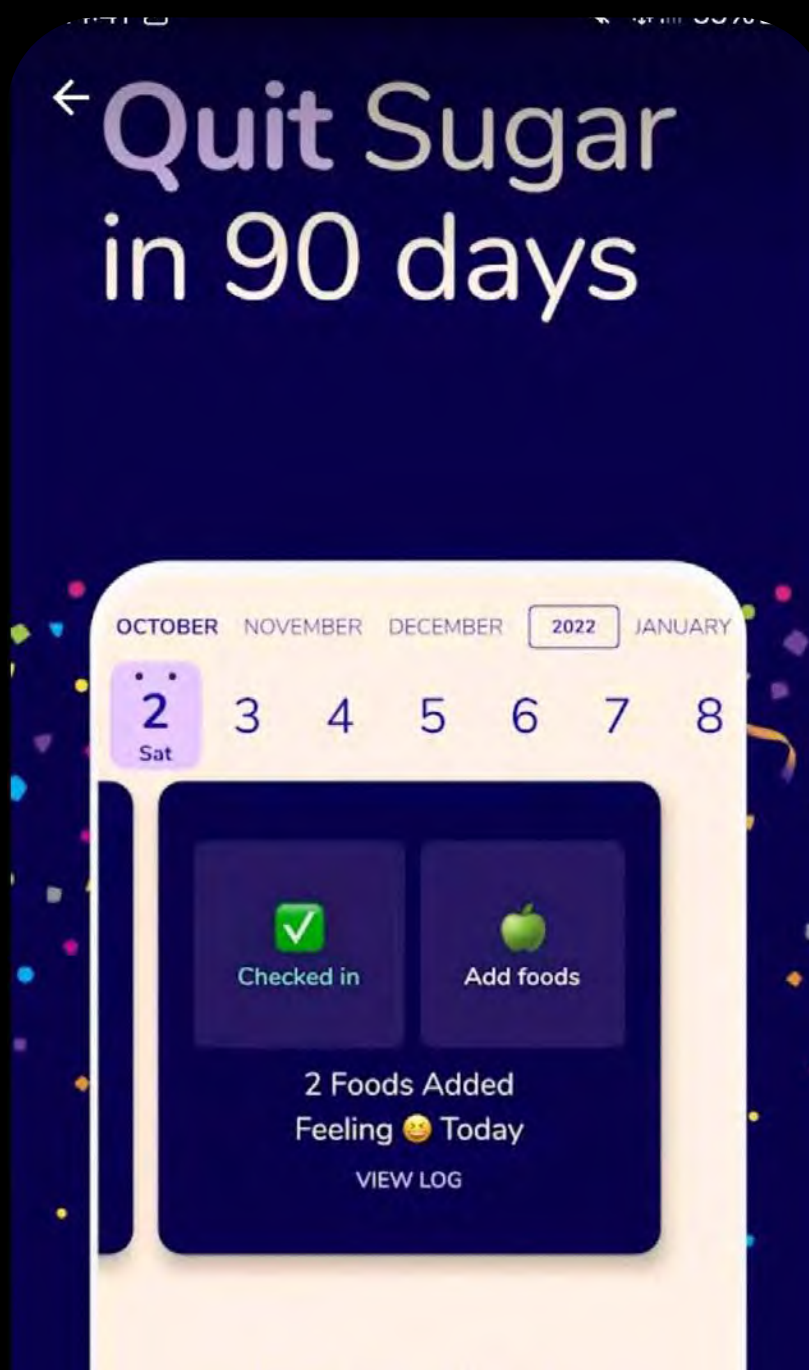 Quit Sugar
in 90 days
OCTOBER NOVEMBER DECEMBER 2022 JANUARY
2 3 4 5 6 7 8
Sat
Checked in Add foods
2 Foods Added
Feeling 😆 Today
VIEW LOG